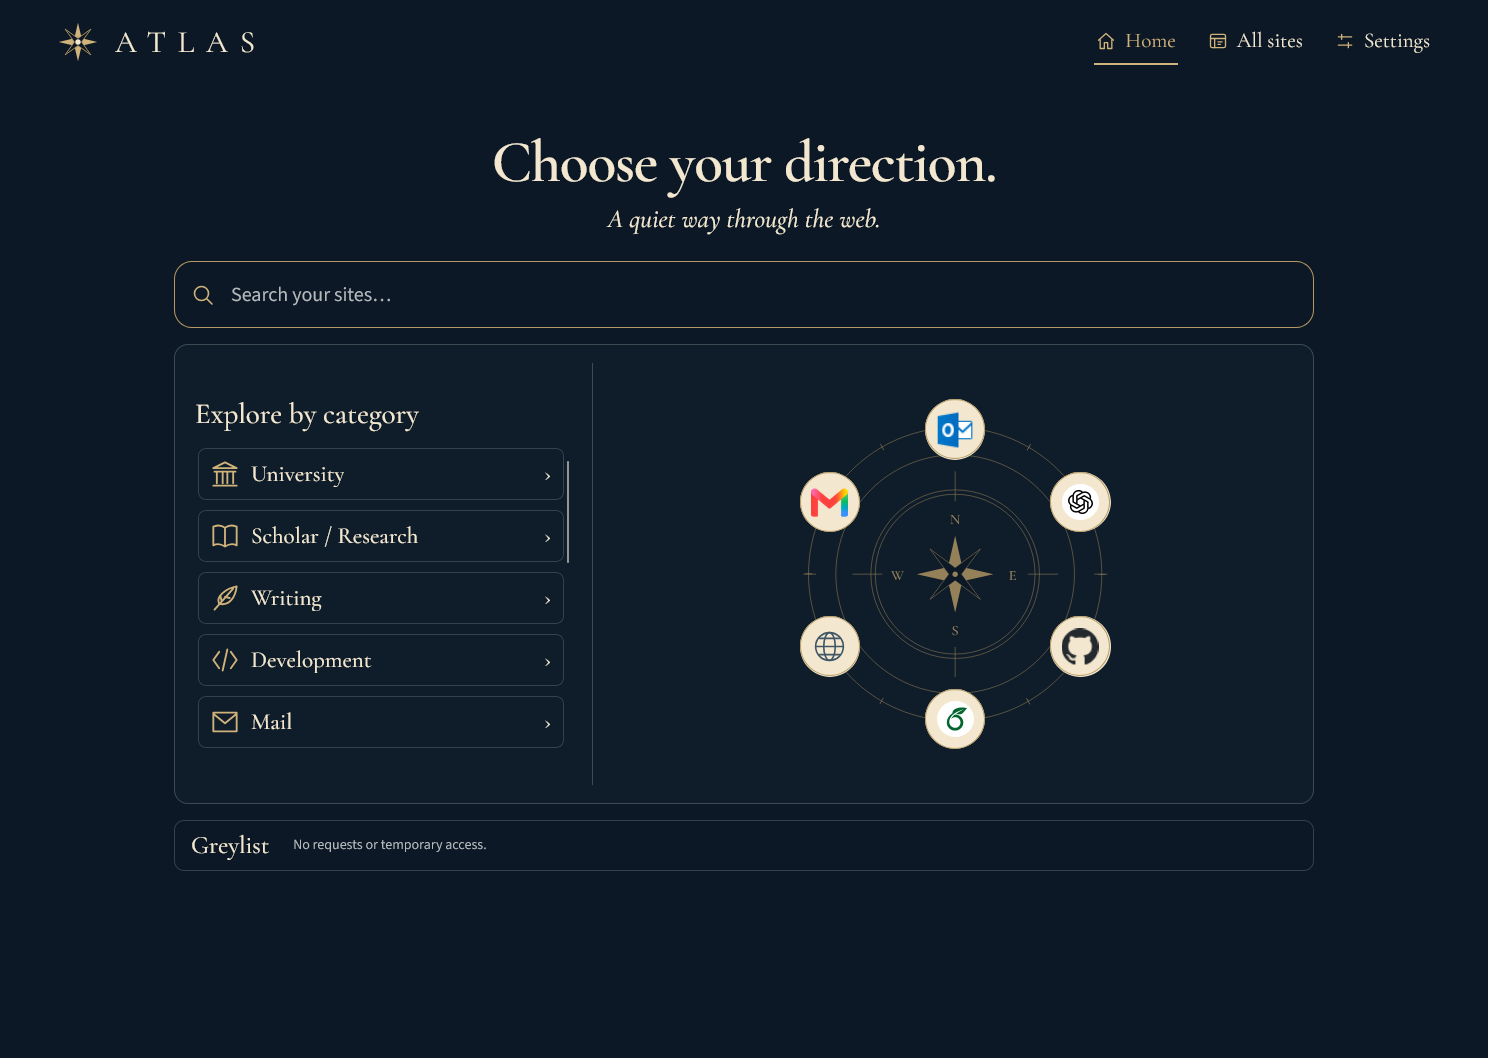 ATLAS
Home
All sites
Settings
Choose your direction.
A quiet way through the web.
Search your sites…
Explore by category
University
Scholar / Research
Writing
Development
Mail
N
W
E
S
Greylist
No requests or temporary access.